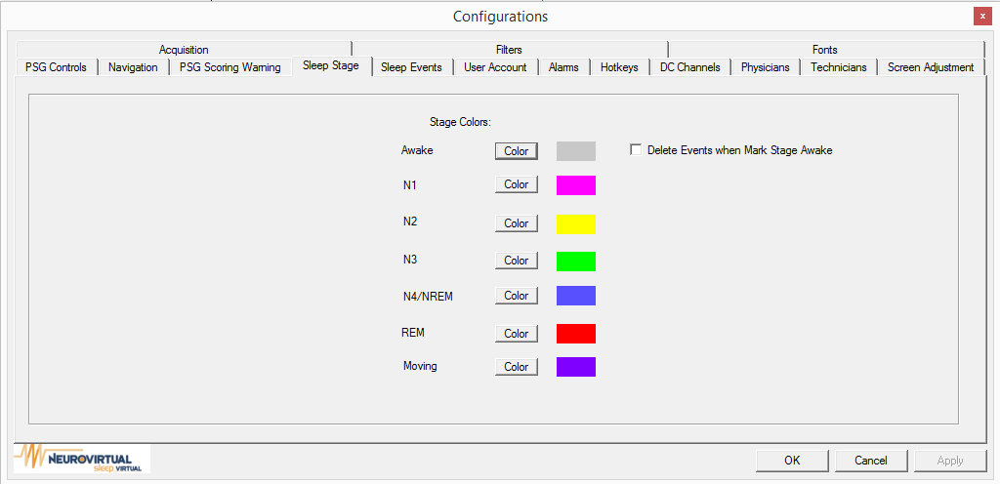 Configurations
x
Acquisition Filters Fonts
PSG Controls Navigation PSG Scoring Warning Sleep Stage Sleep Events User Account Alarms Hotkeys DC Channels Physicians Technicians Screen Adjustment
Stage Colors:
Awake Color Delete Events when Mark Stage Awake
N1 Color
N2 Color
N3 Color
N4/NREM Color
REM Color
Moving Color
NEUROVIRTUAL
sleep VIRTUAL
OK Cancel Apply